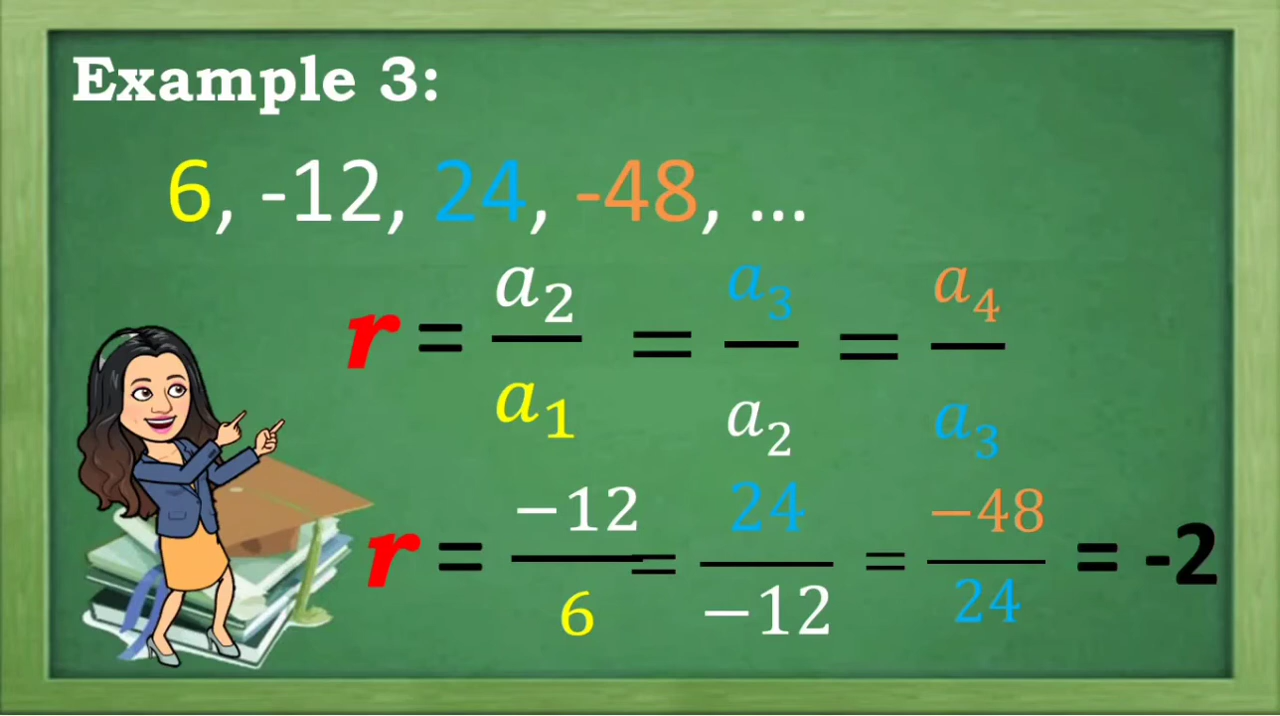 Example 3:
6, -12, 24, -48, ...
r = a₂/a₁ = a₃/a₂ = a₄/a₃
r = −12/6 = 24/−12 = −48/24 = -2